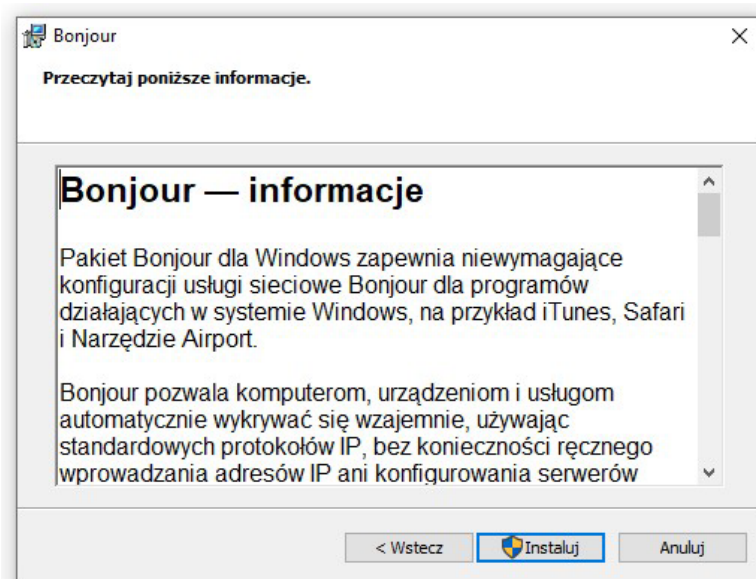 Bonjour
Przeczytaj poniższe informacje.
Bonjour — informacje
Pakiet Bonjour dla Windows zapewnia niewymagające
konfiguracji usługi sieciowe Bonjour dla programów
działających w systemie Windows, na przykład iTunes, Safari
i Narzędzie Airport.
Bonjour pozwala komputerom, urządzeniom i usługom
automatycznie wykrywać się wzajemnie, używając
standardowych protokołów IP, bez konieczności ręcznego
wprowadzania adresów IP ani konfigurowania serwerów
< Wstecz
Instaluj
Anuluj